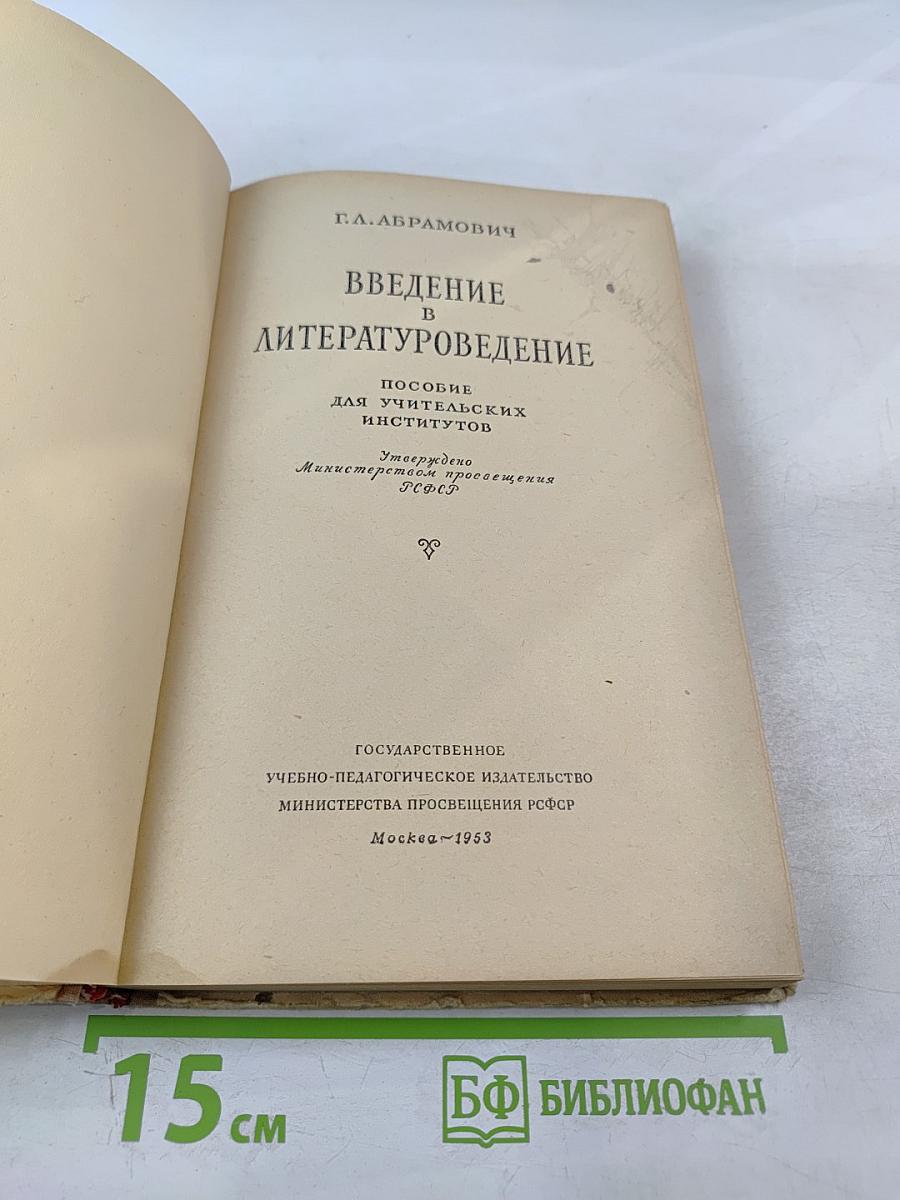 Г.Л.АБРАМОВИЧ
ВВЕДЕНИЕ
В
ЛИТЕРАТУРОВЕДЕНИЕ
ПОСОБИЕ
ДЛЯ УЧИТЕЛЬСКИХ
ИНСТИТУТОВ
Утверждено
Министерством просвещения
РСФСР
ГОСУДАРСТВЕННОЕ
УЧЕБНО-ПЕДАГОГИЧЕСКОЕ ИЗДАТЕЛЬСТВО
МИНИСТЕРСТВА ПРОСВЕЩЕНИЯ РСФСР
Москва~1953
15 см
БФ БИБЛИОФАН